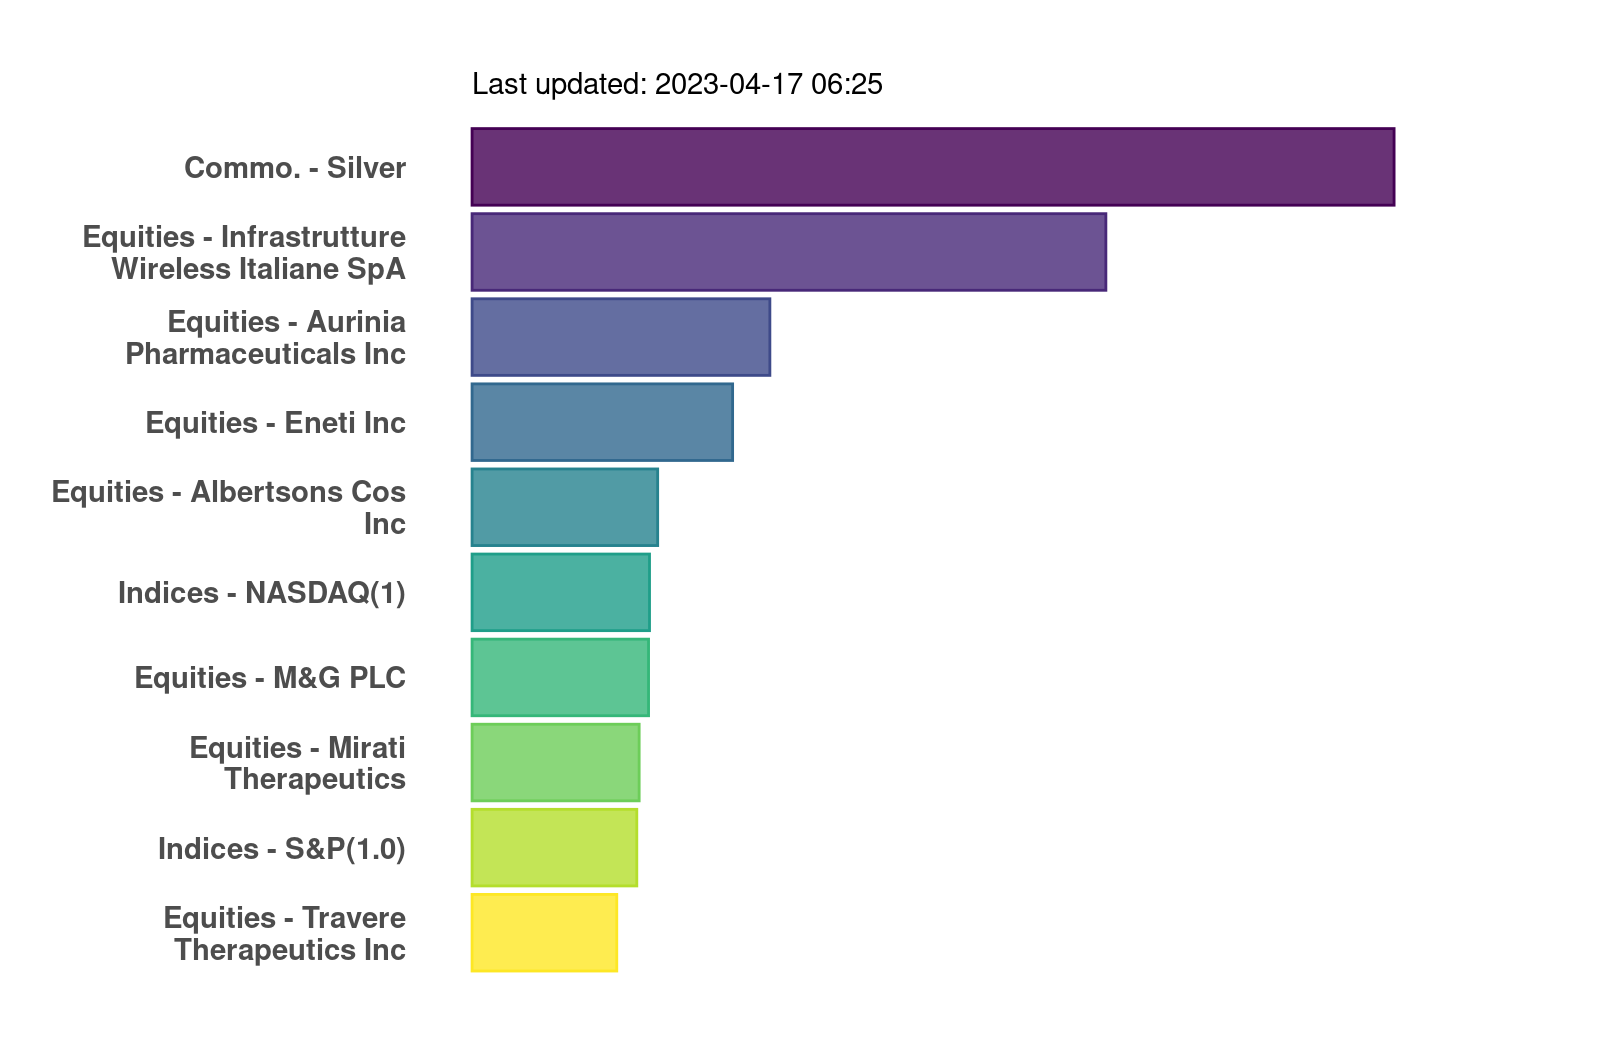 Last updated: 2023-04-17 06:25
Commo. - Silver
Equities - Infrastrutture
Wireless Italiane SpA
Equities - Aurinia
Pharmaceuticals Inc
Equities - Eneti Inc
Equities - Albertsons Cos
Inc
Indices - NASDAQ(1)
Equities - M&G PLC
Equities - Mirati
Therapeutics
Indices - S&P(1.0)
Equities - Travere
Therapeutics Inc